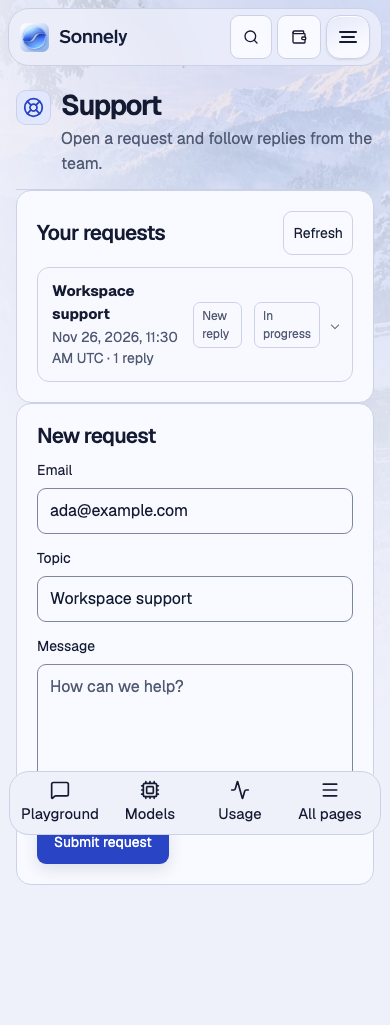 Sonnely
Support
Open a request and follow replies from the
team.
Your requests
Refresh
Workspace
support
Nov 26, 2026, 11:30
AM UTC · 1 reply
New
reply
In
progress
New request
Email
ada@example.com
Topic
Workspace support
Message
How can we help?
Playground
Models
Usage
All pages
Submit request